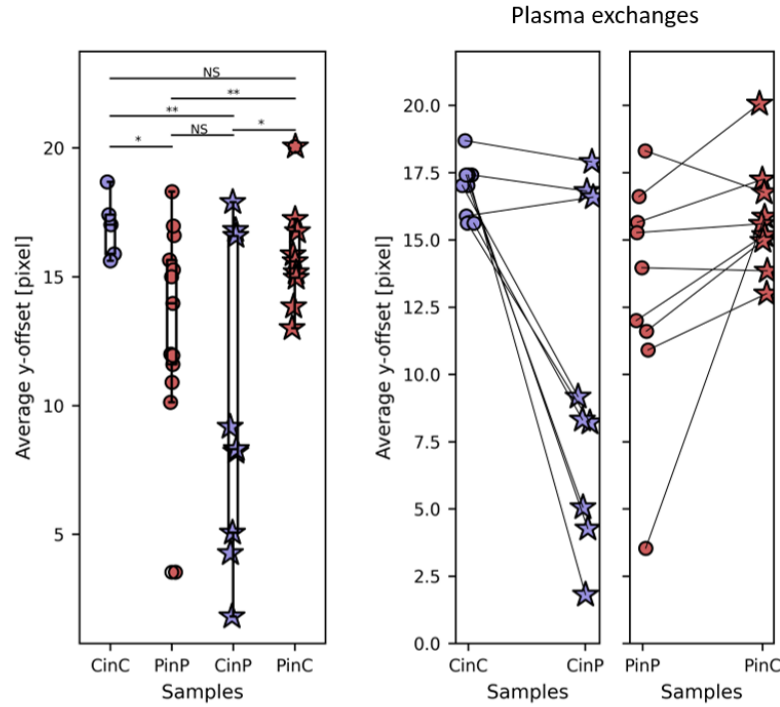 Plasma exchanges
NS
**
**
NS
*
*
20
15
10
5
Average y-offset [pixel]
CinC PinP CinP PinC
Samples
20.0
17.5
15.0
12.5
10.0
7.5
5.0
2.5
0.0
Average y-offset [pixel]
CinC CinP
Samples
PinP PinC
Samples